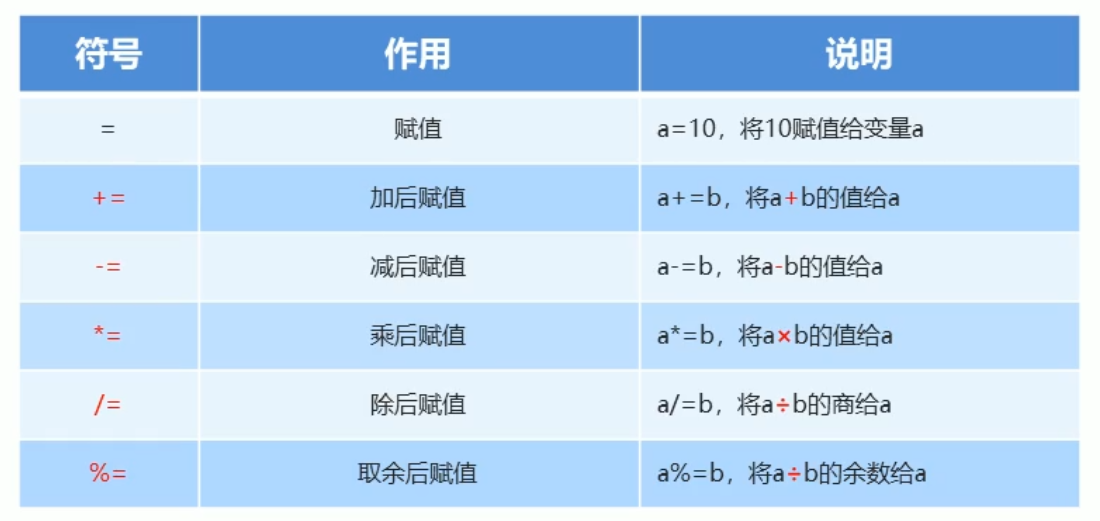 符号 作用 说明
= 赋值 a=10，将10赋值给变量a
+= 加后赋值 a+=b，将a+b的值给a
-= 减后赋值 a-=b，将a-b的值给a
*= 乘后赋值 a*=b，将a×b的值给a
/= 除后赋值 a/=b，将a÷b的商给a
%= 取余后赋值 a%=b，将a÷b的余数给a